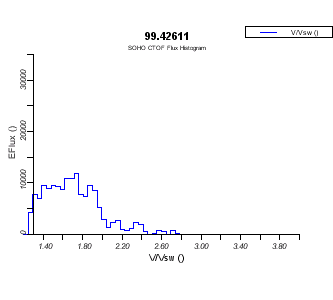 99.42611
V/Vsw ()
SOHO CTOF Flux Histogram
EFlux ()
30000
20000
10000
0
1.40 1.80 2.20 2.60 3.00 3.40 3.80
V/Vsw ()